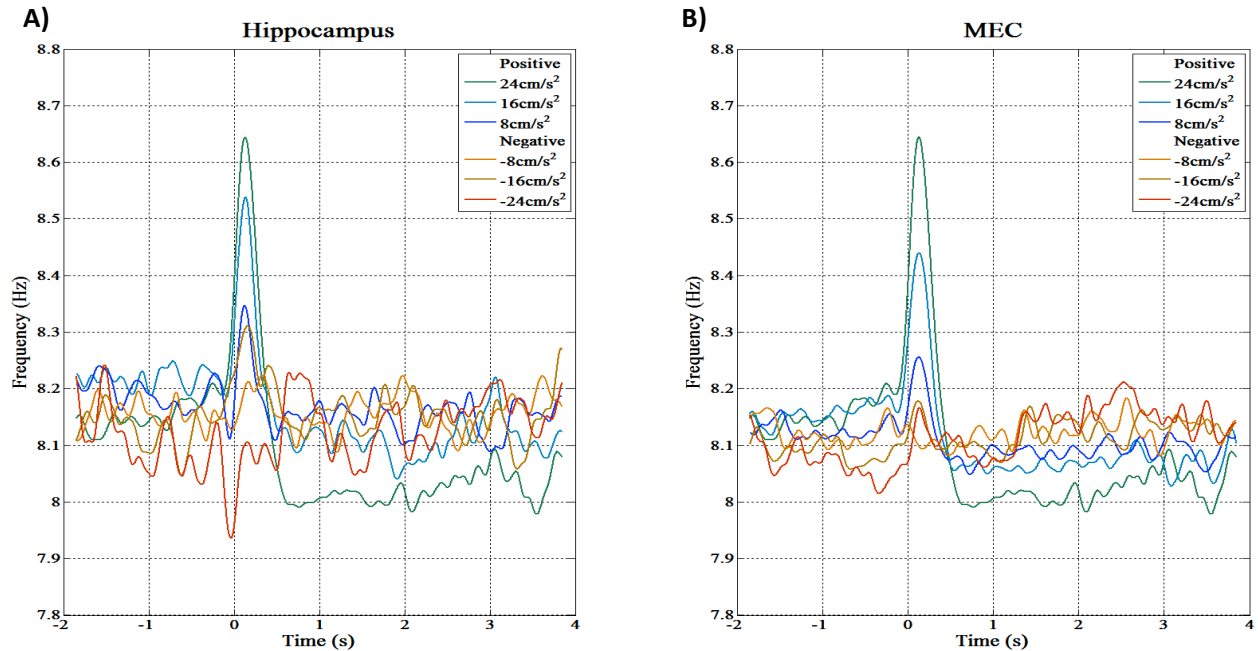 A)
Hippocampus
Frequency (Hz)
8.8
8.7
8.6
8.5
8.4
8.3
8.2
8.1
8
7.9
7.8
-2
-1
0
1
2
3
4
Time (s)
Positive
24cm/s²
16cm/s²
8cm/s²
Negative
-8cm/s²
-16cm/s²
-24cm/s²
B)
MEC
Frequency (Hz)
8.8
8.7
8.6
8.5
8.4
8.3
8.2
8.1
8
7.9
7.8
-2
-1
0
1
2
3
4
Time (s)
Positive
24cm/s²
16cm/s²
8cm/s²
Negative
-8cm/s²
-16cm/s²
-24cm/s²